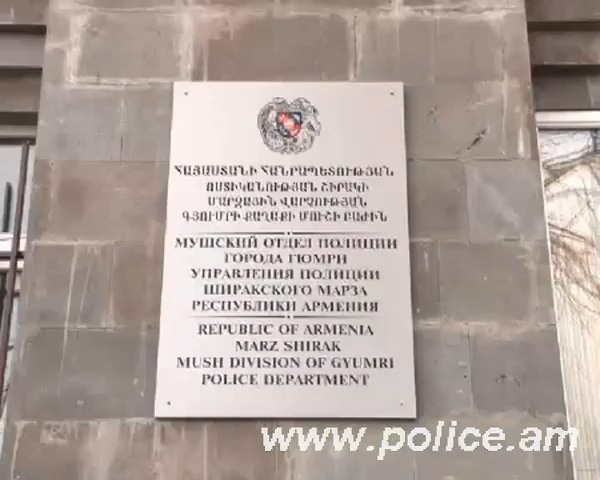 ՀԱՅԱՍՏԱՆԻ ՀԱՆՐԱՊԵՏՈՒԹՅԱՆ
ՈՍՏԻԿԱՆՈՒԹՅԱՆ ՇԻՐԱԿԻ
ՄԱՐԶԱՅԻՆ ՎԱՐՉՈՒԹՅԱՆ
ԳՅՈՒՄՐԻ ՔԱՂԱՔԻ ՄՈՒՇԻ ԲԱԺԻՆ
МУШСКИЙ ОТДЕЛ ПОЛИЦИИ
ГОРОДА ГЮМРИ
УПРАВЛЕНИЯ ПОЛИЦИИ
ШИРАКСКОГО МАРЗА
РЕСПУБЛИКИ АРМЕНИЯ
REPUBLIC OF ARMENIA
MARZ SHIRAK
MUSH DIVISION OF GYUMRI
POLICE DEPARTMENT
www.police.am